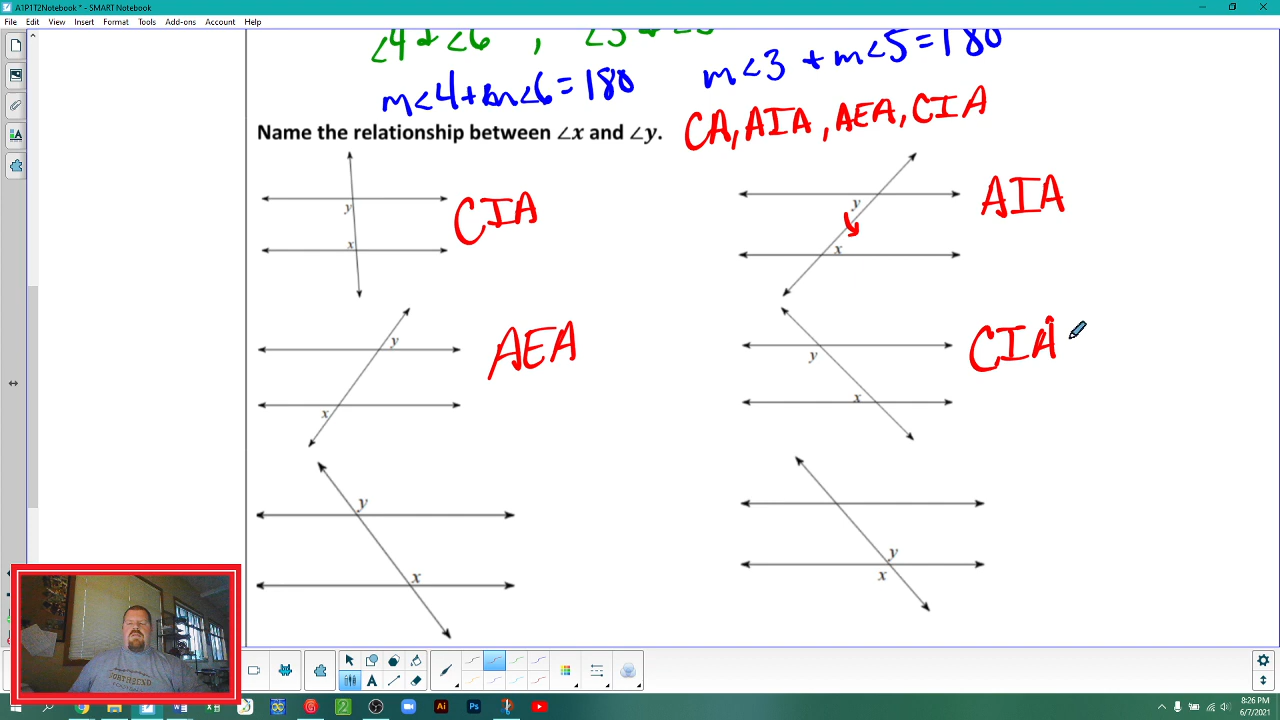 A1P1T2Notebook * - SMART Notebook
File Edit View Insert Format Tools Add-ons Account Help
∠4 + ∠6 ,
m∠4+m∠6=180 m∠3 + m∠5=180
Name the relationship between ∠x and ∠y. CA, AIA, AEA, CIA
y
x
CIA
y
x
AIA
y
x
AEA
y
x
CIA
y
x
y
x
8:26 PM
6/7/2021